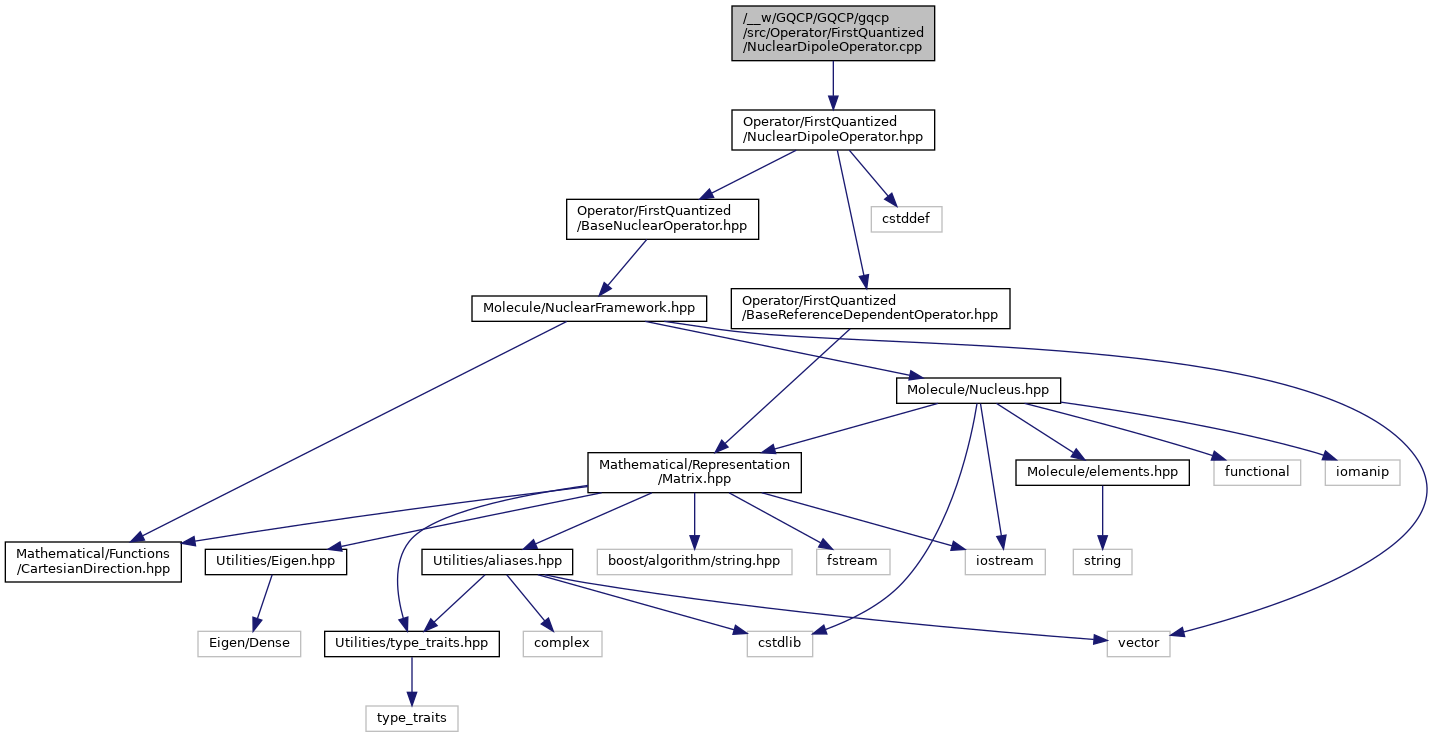 /__w/GQCP/GQCP/gqcp
/src/Operator/FirstQuantized
/NuclearDipoleOperator.cpp
Operator/FirstQuantized
/NuclearDipoleOperator.hpp
Operator/FirstQuantized
/BaseNuclearOperator.hpp
cstddef
Operator/FirstQuantized
/BaseReferenceDependentOperator.hpp
Molecule/NuclearFramework.hpp
Molecule/Nucleus.hpp
Mathematical/Representation
/Matrix.hpp
Molecule/elements.hpp
functional
iomanip
Mathematical/Functions
/CartesianDirection.hpp
Utilities/Eigen.hpp
Utilities/aliases.hpp
boost/algorithm/string.hpp
fstream
iostream
string
Eigen/Dense
Utilities/type_traits.hpp
complex
cstdlib
vector
type_traits